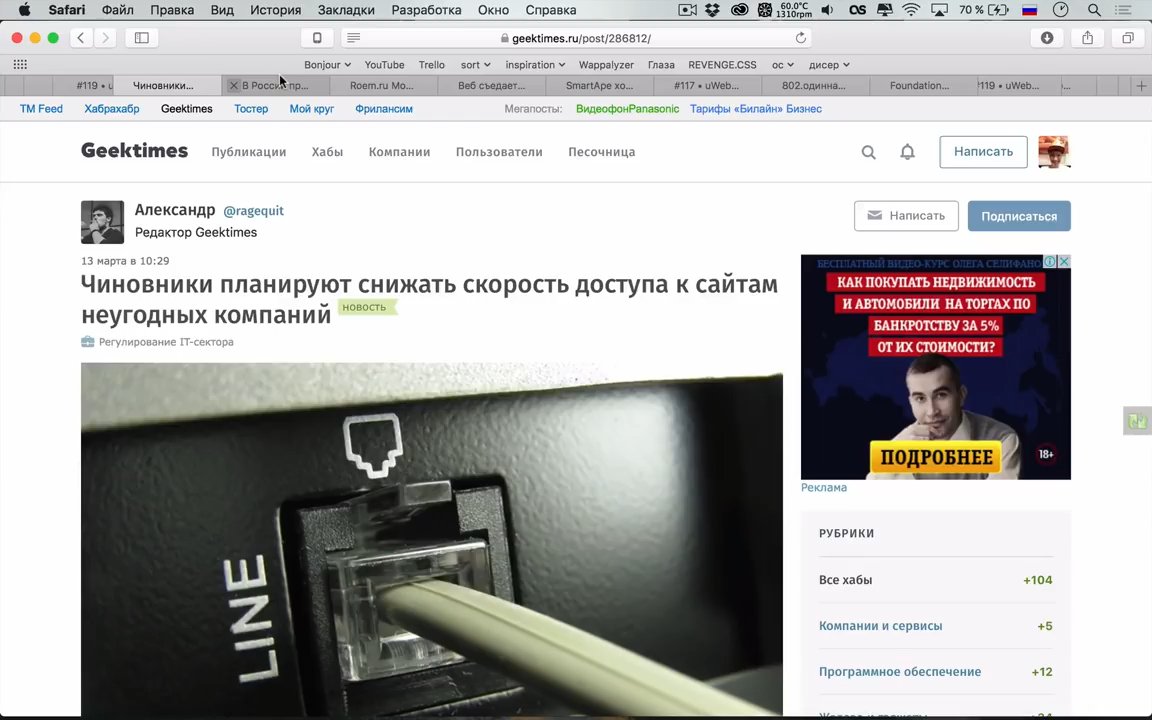 Safari Файл Правка Вид История Закладки Разработка Окно Справка 60.0°C 1310rpm 70 %
geektimes.ru/post/286812/
Bonjour YouTube Trello sort inspiration Wappalyzer Глаза REVENGE.CSS ос дисер
#119 • u Чиновники... В России пр... Roem.ru Mo... Веб съедает... SmartApe хо... #117 • uWeb... 802.одинна... Foundation... #119 • uWeb...
TM Feed Хабрахабр Geektimes Тостер Мой круг Фрилансим Мегапосты: ВидеофонPanasonic Тарифы «Билайн» Бизнес
Geektimes Публикации Хабы Компании Пользователи Песочница Написать
Александр @ragequit
Редактор Geektimes
Написать Подписаться
13 марта в 10:29
Чиновники планируют снижать скорость доступа к сайтам
неугодных компаний НОВОСТЬ
Регулирование IT-сектора
LINE
БЕСПЛАТНЫЙ ВИДЕО-КУРС ОЛЕГА СЕЛИФАНО
КАК ПОКУПАТЬ НЕДВИЖИМОСТЬ
И АВТОМОБИЛИ НА ТОРГАХ ПО
БАНКРОТСТВУ ЗА 5%
ОТ ИХ СТОИМОСТИ?
ПОДРОБНЕЕ
18+
Реклама
РУБРИКИ
Все хабы +104
Компании и сервисы +5
Программное обеспечение +12